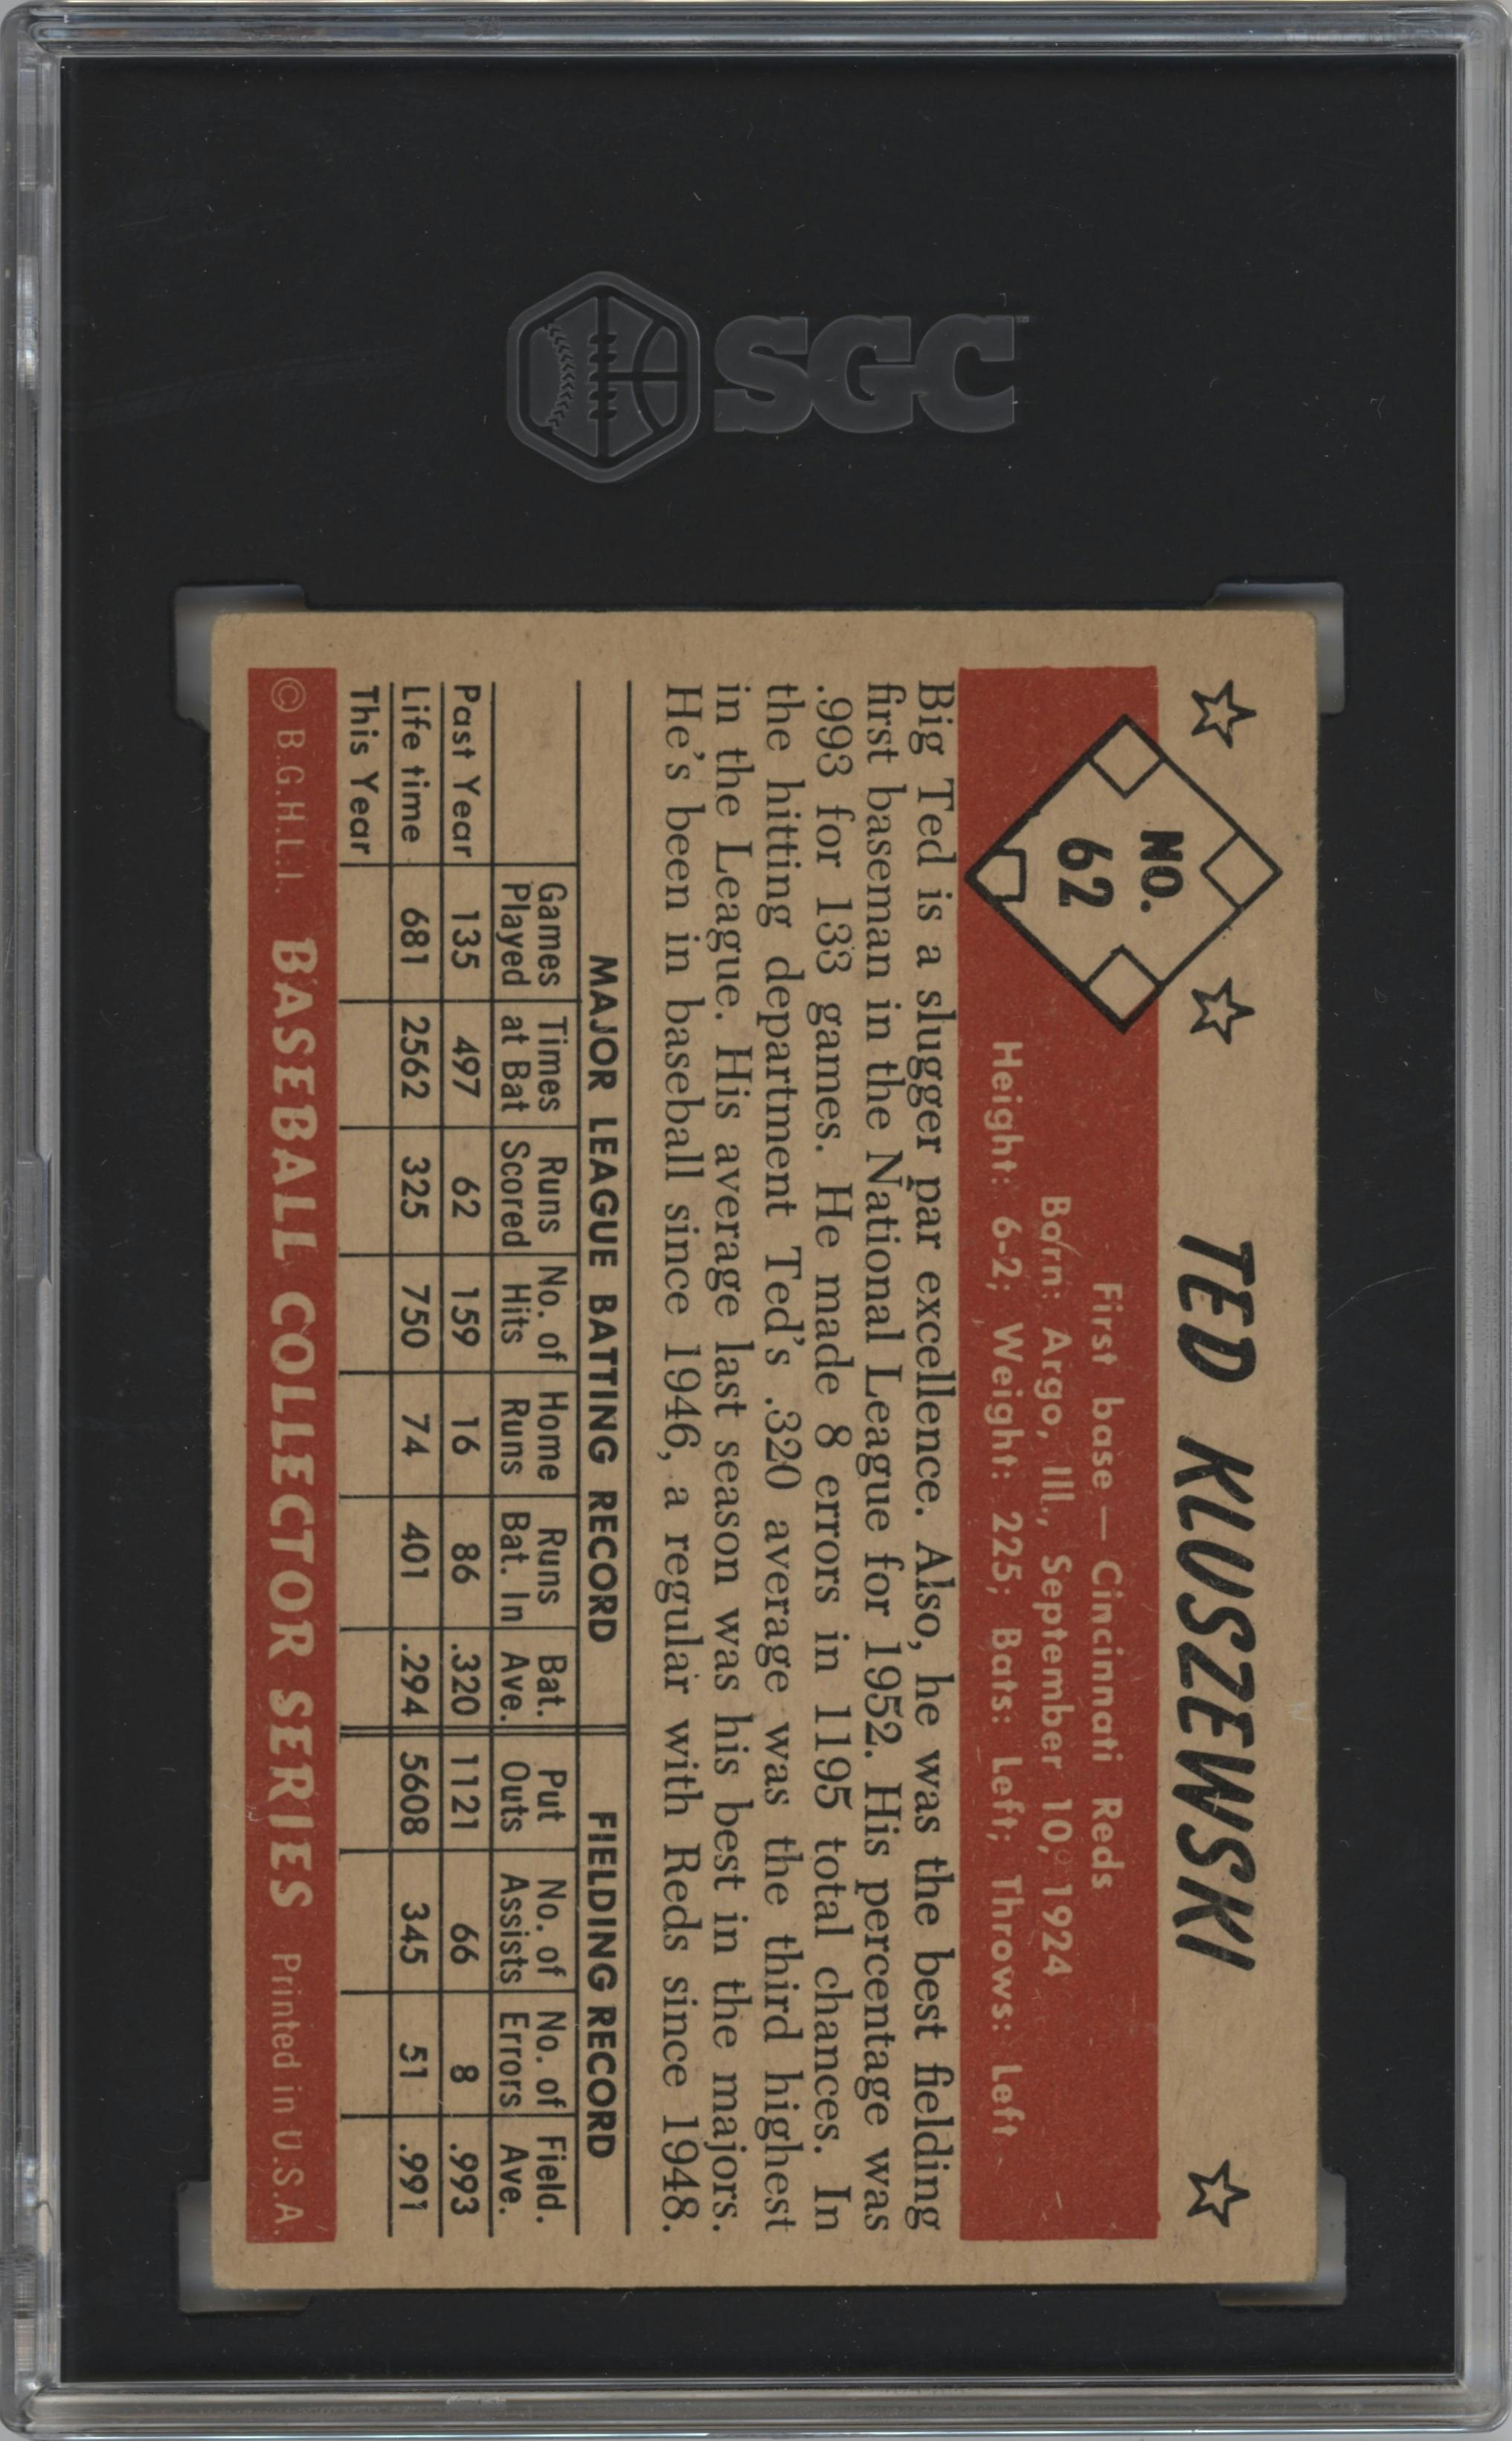 SGC
TED KLUSZEWSKI
NO.
62
First base — Cincinnati Reds
Born: Argo, Ill., September 10, 1924
Height: 6-2; Weight: 225; Bats: Left; Throws: Left
Big Ted is a slugger par excellence. Also, he was the best fielding
first baseman in the National League for 1952. His percentage was
.993 for 133 games. He made 8 errors in 1195 total chances. In
the hitting department Ted's .320 average was the third highest
in the League. His average last season was his best in the majors.
He's been in baseball since 1946, a regular with Reds since 1948.
MAJOR LEAGUE BATTING RECORD FIELDING RECORD
Games Times Runs No. of Home Runs Bat. Put No. of No. of Field.
Played at Bat Scored Hits Runs Bat. In Ave. Outs Assists Errors Ave.
Past Year 135 497 62 159 16 86 .320 1121 66 8 .993
Life time 681 2562 325 750 74 401 .294 5608 345 51 .991
This Year
© B.G.H.L.I. BASEBALL COLLECTOR SERIES Printed in U.S.A.